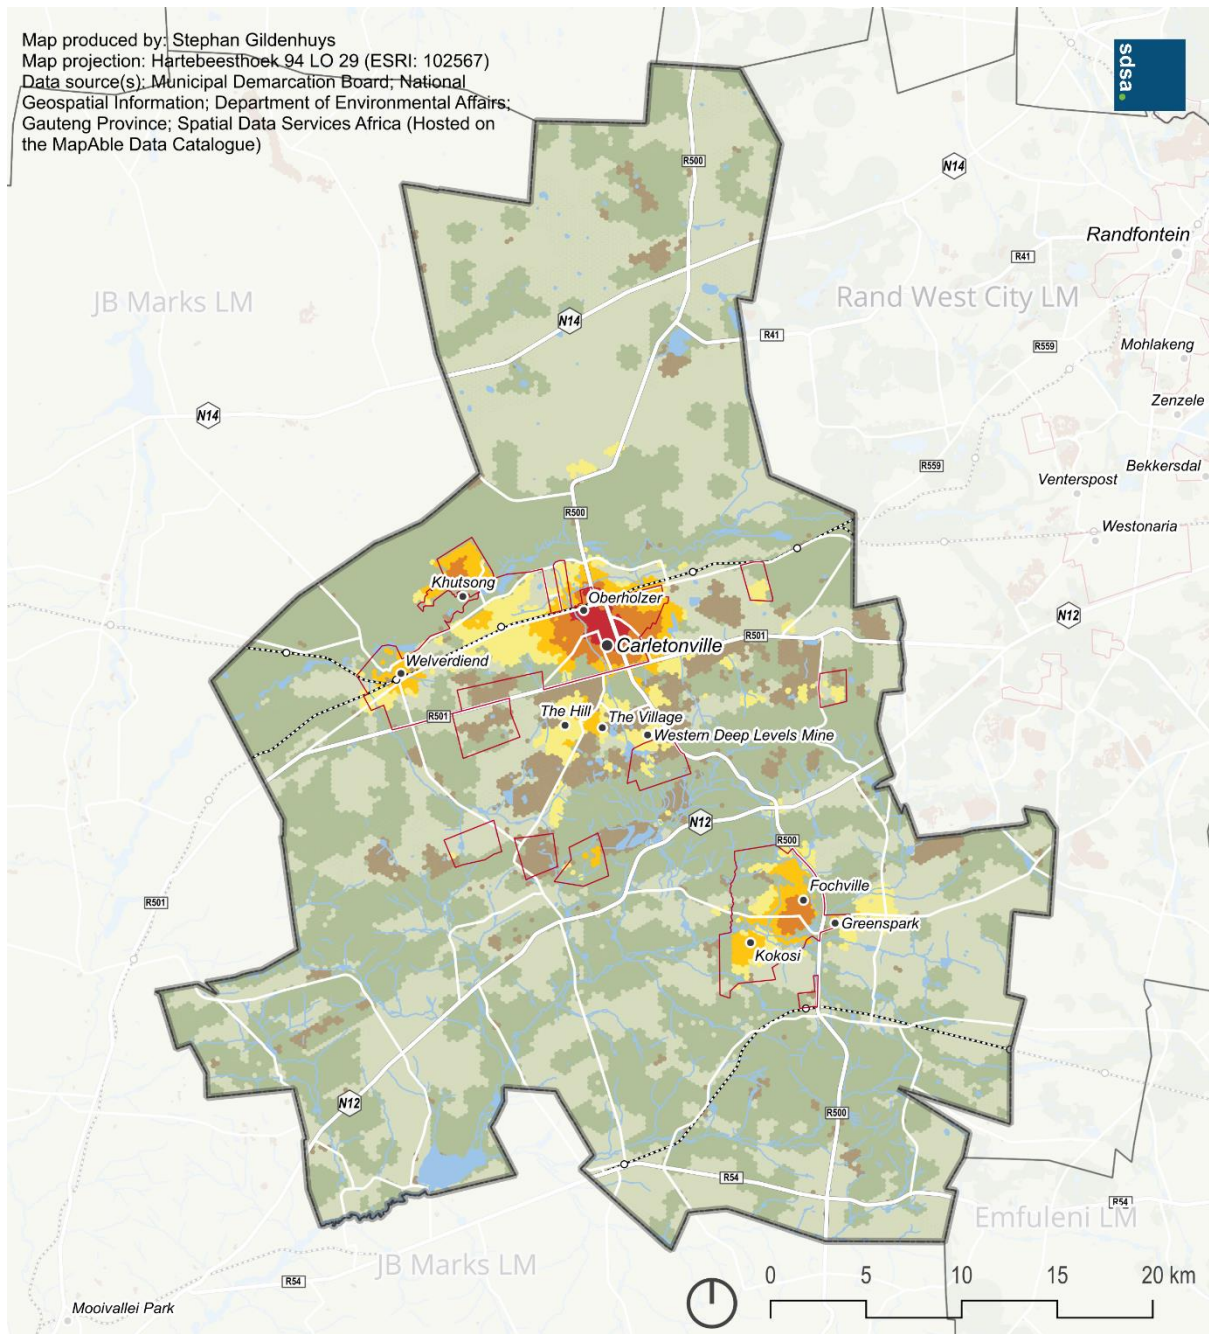 Map produced by: Stephan Gildenhuys
Map projection: Hartebeesthoek 94 LO 29 (ESRI: 102567)
Data source(s): Municipal Demarcation Board; National
Geospatial Information; Department of Environmental Affairs;
Gauteng Province; Spatial Data Services Africa (Hosted on
the MapAble Data Catalogue)
sdsa.
R500
N14
Randfontein
R41
JB Marks LM
Rand West City LM
N14
R41
Mohlakeng
R559
Zenzele
N14
R559
Bekkersdal
Venterspost
R500
Westonaria
Khutsong
Oberholzer
N12
R501
Carletonville
Welverdiend
The Hill
R501
The Village
Western Deep Levels Mine
N12
R500
Fochville
R501
Greenspark
Kokosi
N12
R500
R54
R54
Emfuleni LM
JB Marks LM
R54
0 5 10 15 20 km
Mooivallei Park